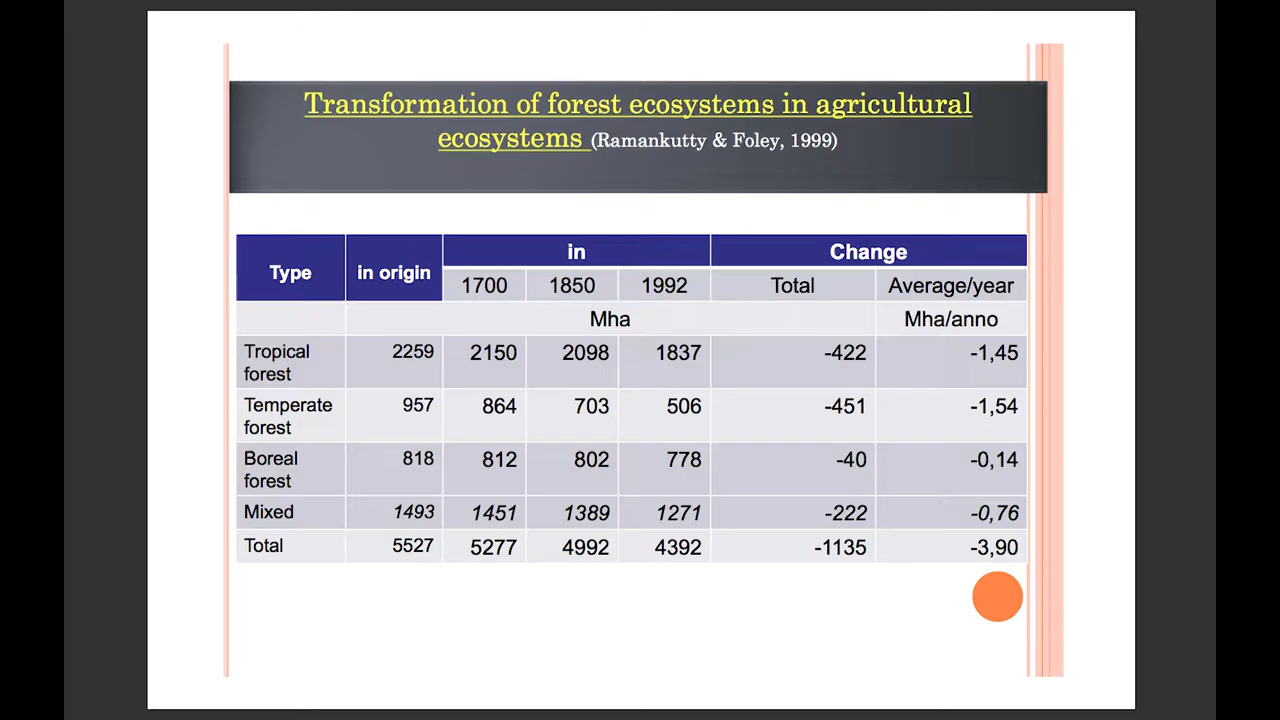 Transformation of forest ecosystems in agricultural
ecosystems (Ramankutty & Foley, 1999)
Type in origin in Change
1700 1850 1992 Total Average/year
Mha Mha/anno
Tropical forest 2259 2150 2098 1837 -422 -1,45
Temperate forest 957 864 703 506 -451 -1,54
Boreal forest 818 812 802 778 -40 -0,14
Mixed 1493 1451 1389 1271 -222 -0,76
Total 5527 5277 4992 4392 -1135 -3,90